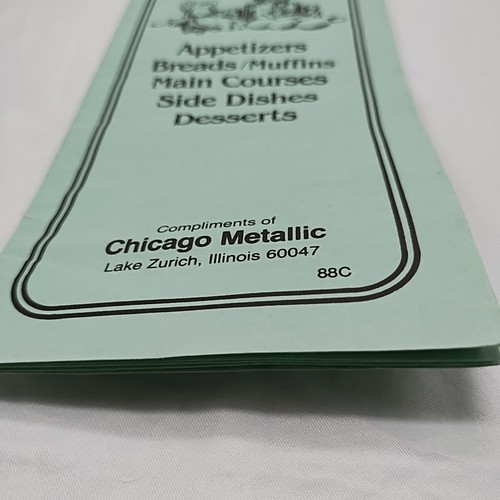 Appetizers
Breads/Muffins
Main Courses
Side Dishes
Desserts
Compliments of
Chicago Metallic
Lake Zurich, Illinois 60047
88C